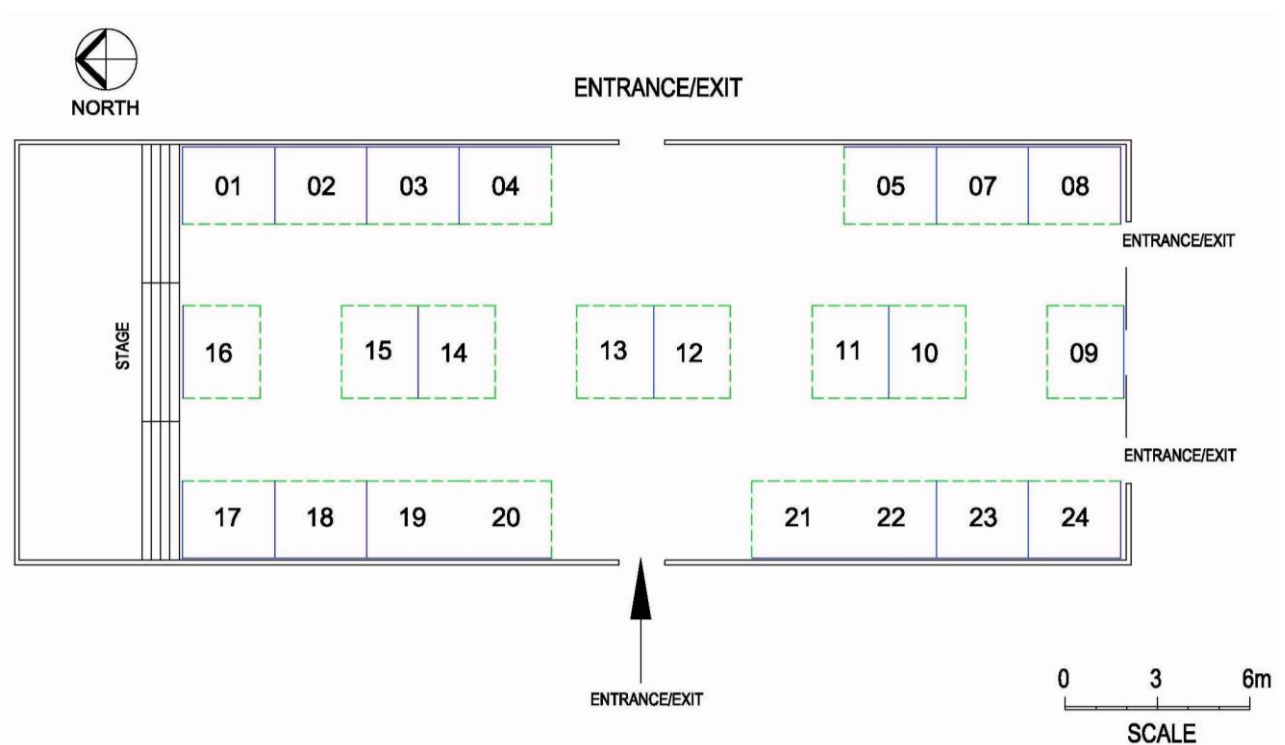 NORTH
ENTRANCE/EXIT
01 02 03 04 05 07 08
ENTRANCE/EXIT
STAGE
16 15 14 13 12 11 10 09
ENTRANCE/EXIT
17 18 19 20 21 22 23 24
ENTRANCE/EXIT
0 3 6m
SCALE